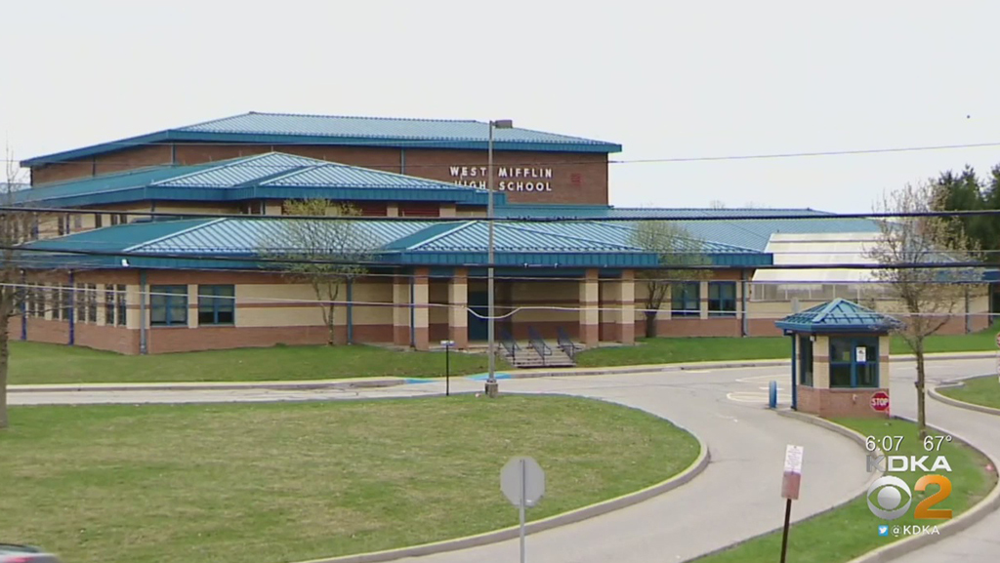 WEST MIFFLIN
HIGH SCHOOL
STOP
6:07 67°
KDKA
2
@KDKA